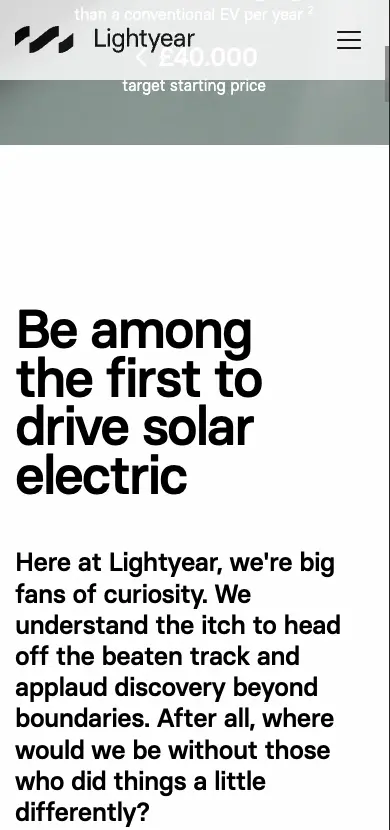 than a conventional EV per year 2
Lightyear
< £40.000
target starting price
Be among
the first to
drive solar
electric
Here at Lightyear, we're big
fans of curiosity. We
understand the itch to head
off the beaten track and
applaud discovery beyond
boundaries. After all, where
would we be without those
who did things a little
differently?